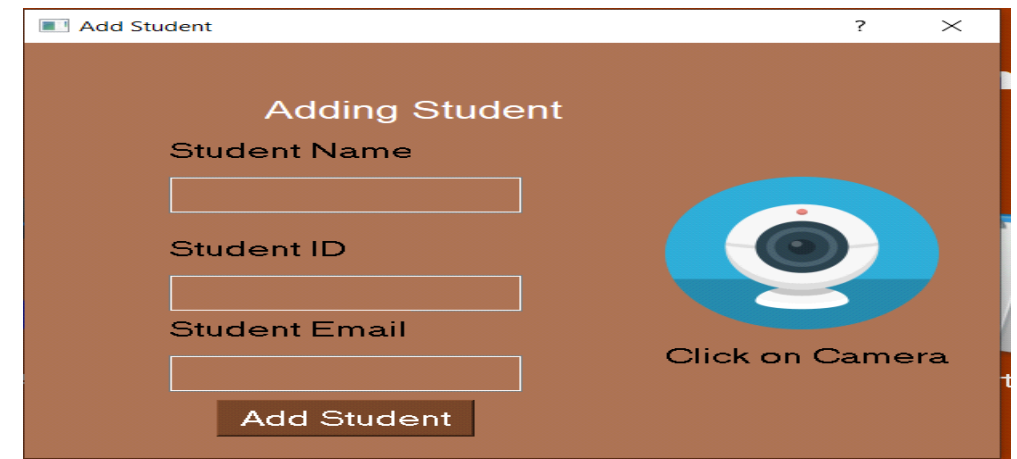 Add Student
?
Adding Student
Student Name
Student ID
Student Email
Click on Camera
Add Student